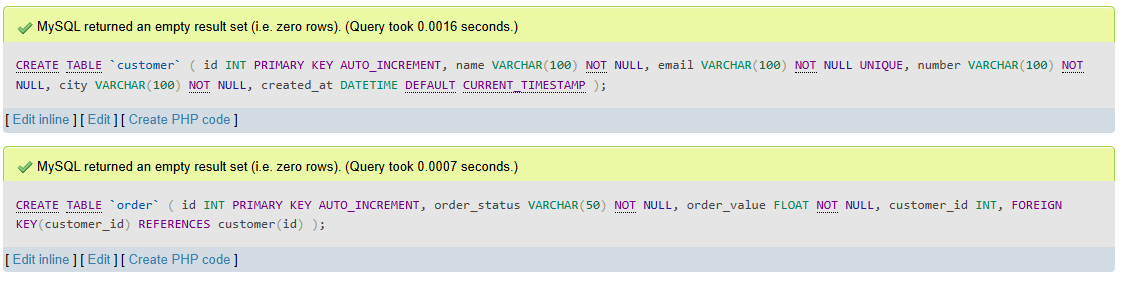 MySQL returned an empty result set (i.e. zero rows). (Query took 0.0016 seconds.)
CREATE TABLE `customer` ( id INT PRIMARY KEY AUTO_INCREMENT, name VARCHAR(100) NOT NULL, email VARCHAR(100) NOT NULL UNIQUE, number VARCHAR(100) NOT
NULL, city VARCHAR(100) NOT NULL, created_at DATETIME DEFAULT CURRENT_TIMESTAMP );
[ Edit inline ] [ Edit ] [ Create PHP code ]
MySQL returned an empty result set (i.e. zero rows). (Query took 0.0007 seconds.)
CREATE TABLE `order` ( id INT PRIMARY KEY AUTO_INCREMENT, order_status VARCHAR(50) NOT NULL, order_value FLOAT NOT NULL, customer_id INT, FOREIGN
KEY(customer_id) REFERENCES customer(id) );
[ Edit inline ] [ Edit ] [ Create PHP code ]